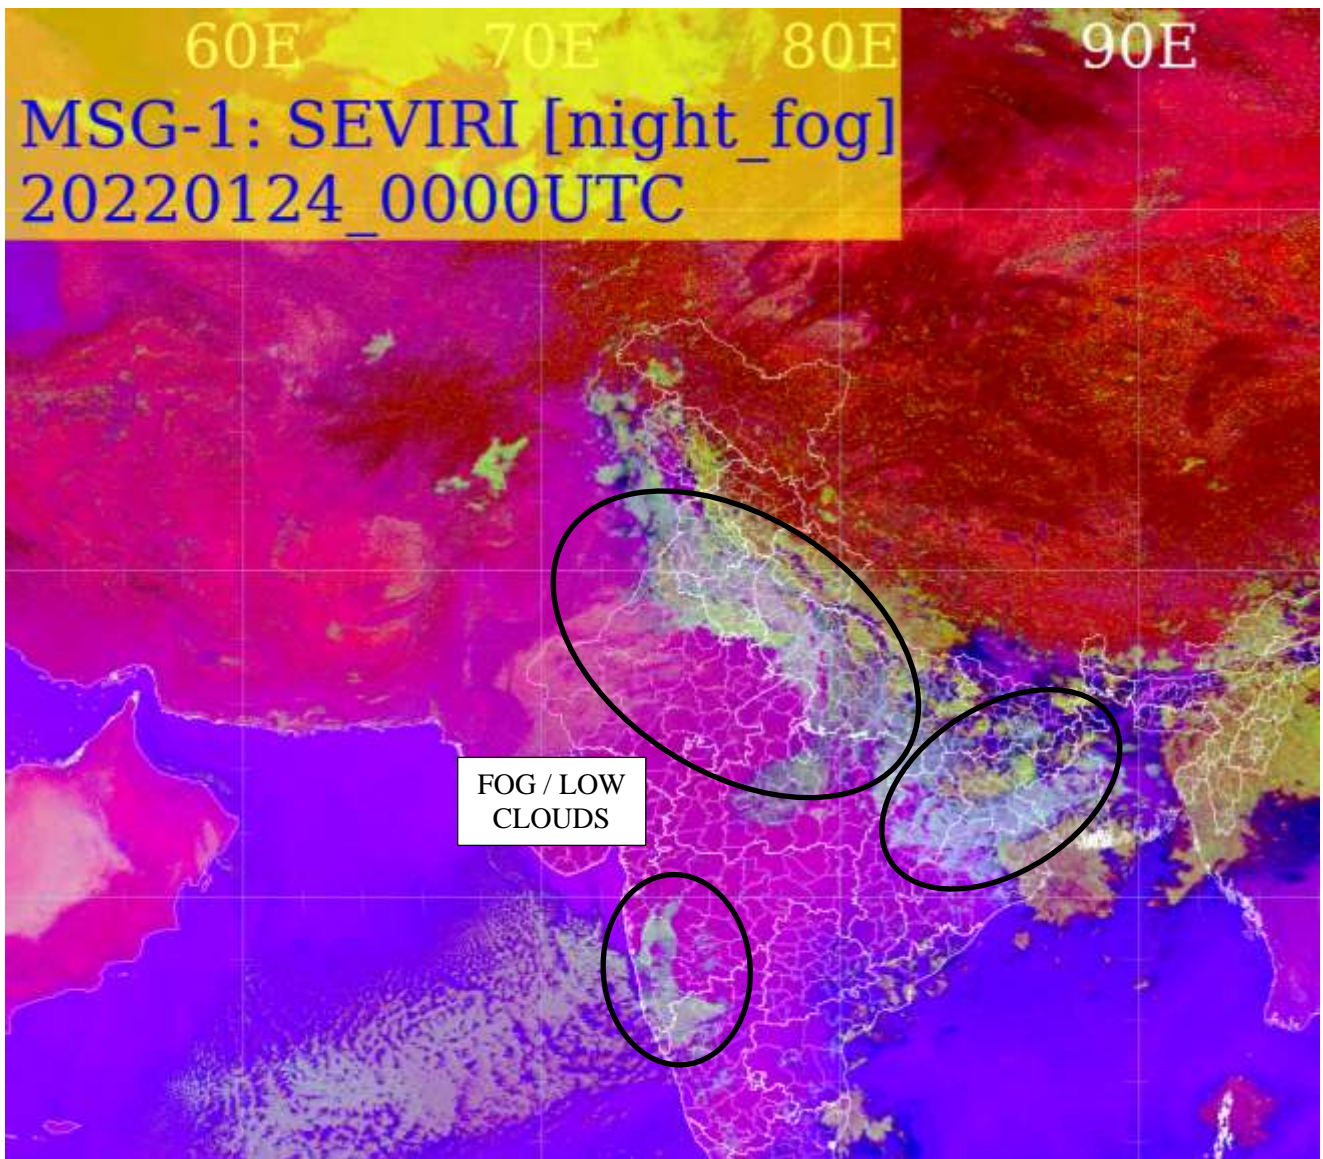 60E 70E 80E 90E
MSG-1: SEVIRI [night_fog]
20220124_0000UTC
FOG / LOW
CLOUDS